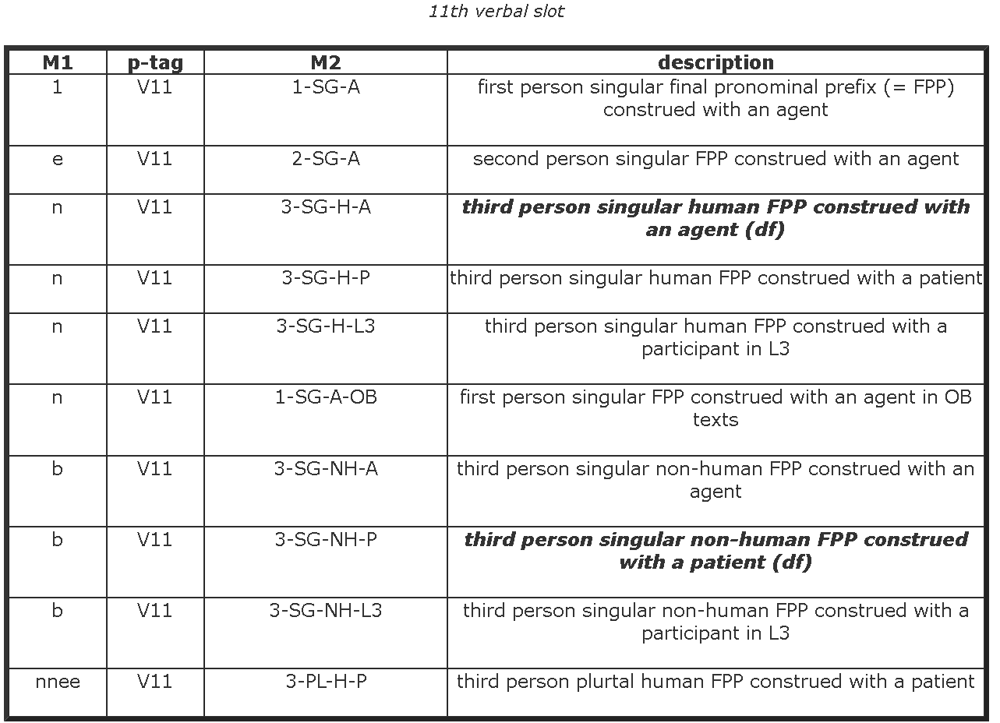 11th verbal slot
M1 p-tag M2 description
1 V11 1-SG-A first person singular final pronominal prefix (= FPP)
construed with an agent
e V11 2-SG-A second person singular FPP construed with an agent
n V11 3-SG-H-A third person singular human FPP construed with
an agent (df)
n V11 3-SG-H-P third person singular human FPP construed with a patient
n V11 3-SG-H-L3 third person singular human FPP construed with a
participant in L3
n V11 1-SG-A-OB first person singular FPP construed with an agent in OB
texts
b V11 3-SG-NH-A third person singular non-human FPP construed with an
agent
b V11 3-SG-NH-P third person singular non-human FPP construed
with a patient (df)
b V11 3-SG-NH-L3 third person singular non-human FPP construed with a
participant in L3
nnee V11 3-PL-H-P third person plurtal human FPP construed with a patient